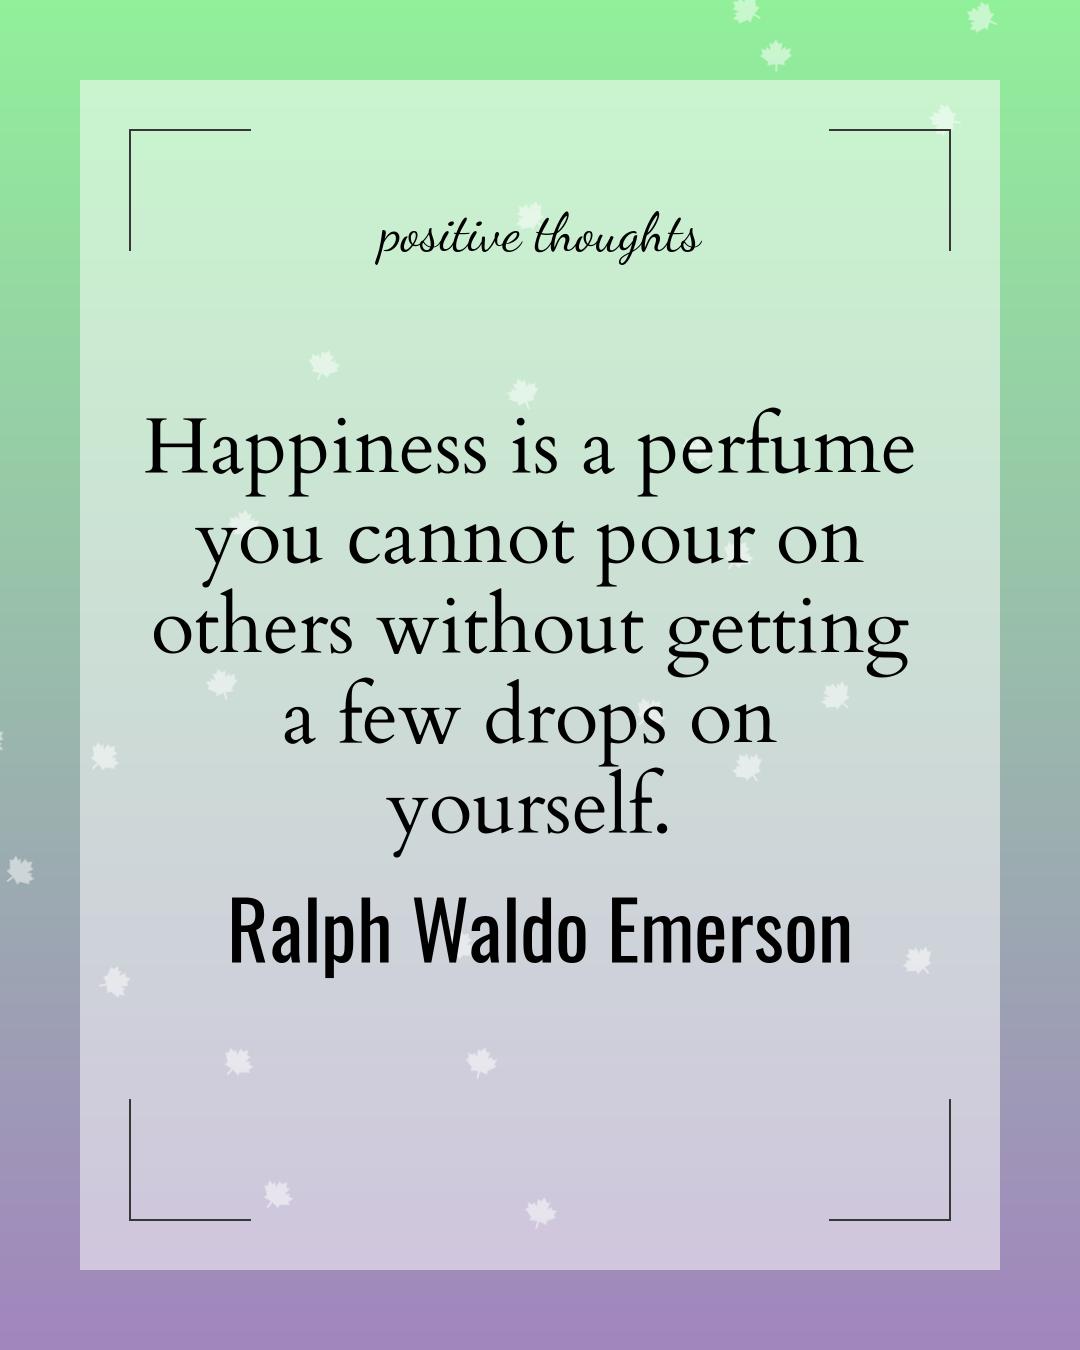 positive thoughts
Happiness is a perfume
you cannot pour on
others without getting
a few drops on
yourself.
Ralph Waldo Emerson